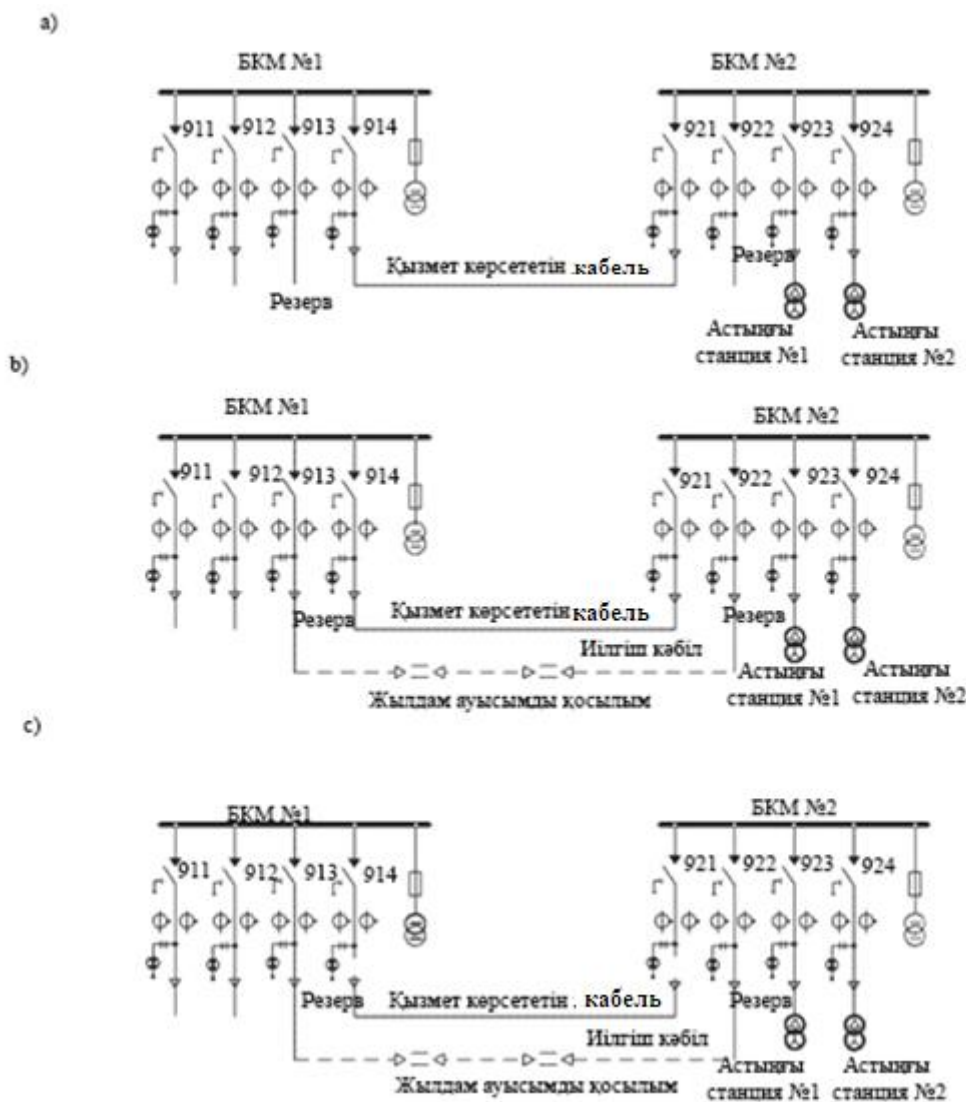 a)
БКМ №1
БКМ №2
911
912
913
914
921
922
923
924
Резерв
Қызмет көрсететін .кабель
Резерв
Астыңғы
станция №1
Астыңғы
станция №2
b)
БКМ №1
БКМ №2
911
912
913
914
921
922
923
924
Резерв
Қызмет көрсететін кабель
Резерв
Иілгіш кәбіл
Жылдам ауысымды қосылым
Астыңғы
станция №1
Астыңғы
станция №2
c)
БКМ №1
БКМ №2
911
912
913
914
921
922
923
924
Резерв
Қызмет көрсететін . кабель
Резерв
Иілгіш кәбіл
Жылдам ауысымды қосылым
Астыңғы
станция №1
Астыңғы
станция №2